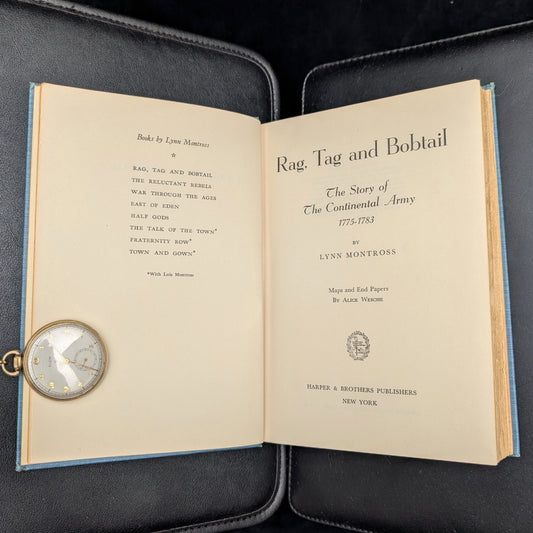 Books by Lynn Montross
*
RAG, TAG AND BOBTAIL
THE RELUCTANT REBELS
WAR THROUGH THE AGES
EAST OF EDEN
HALF GODS
THE TALK OF THE TOWN*
FRATERNITY ROW*
TOWN AND GOWN*
*With Lois Montross
Rag, Tag and Bobtail
The Story of
The Continental Army
1775-1783
BY
LYNN MONTROSS
Maps and End Papers
BY ALICE WESCHE
HARPER & BROTHERS PUBLISHERS
NEW YORK